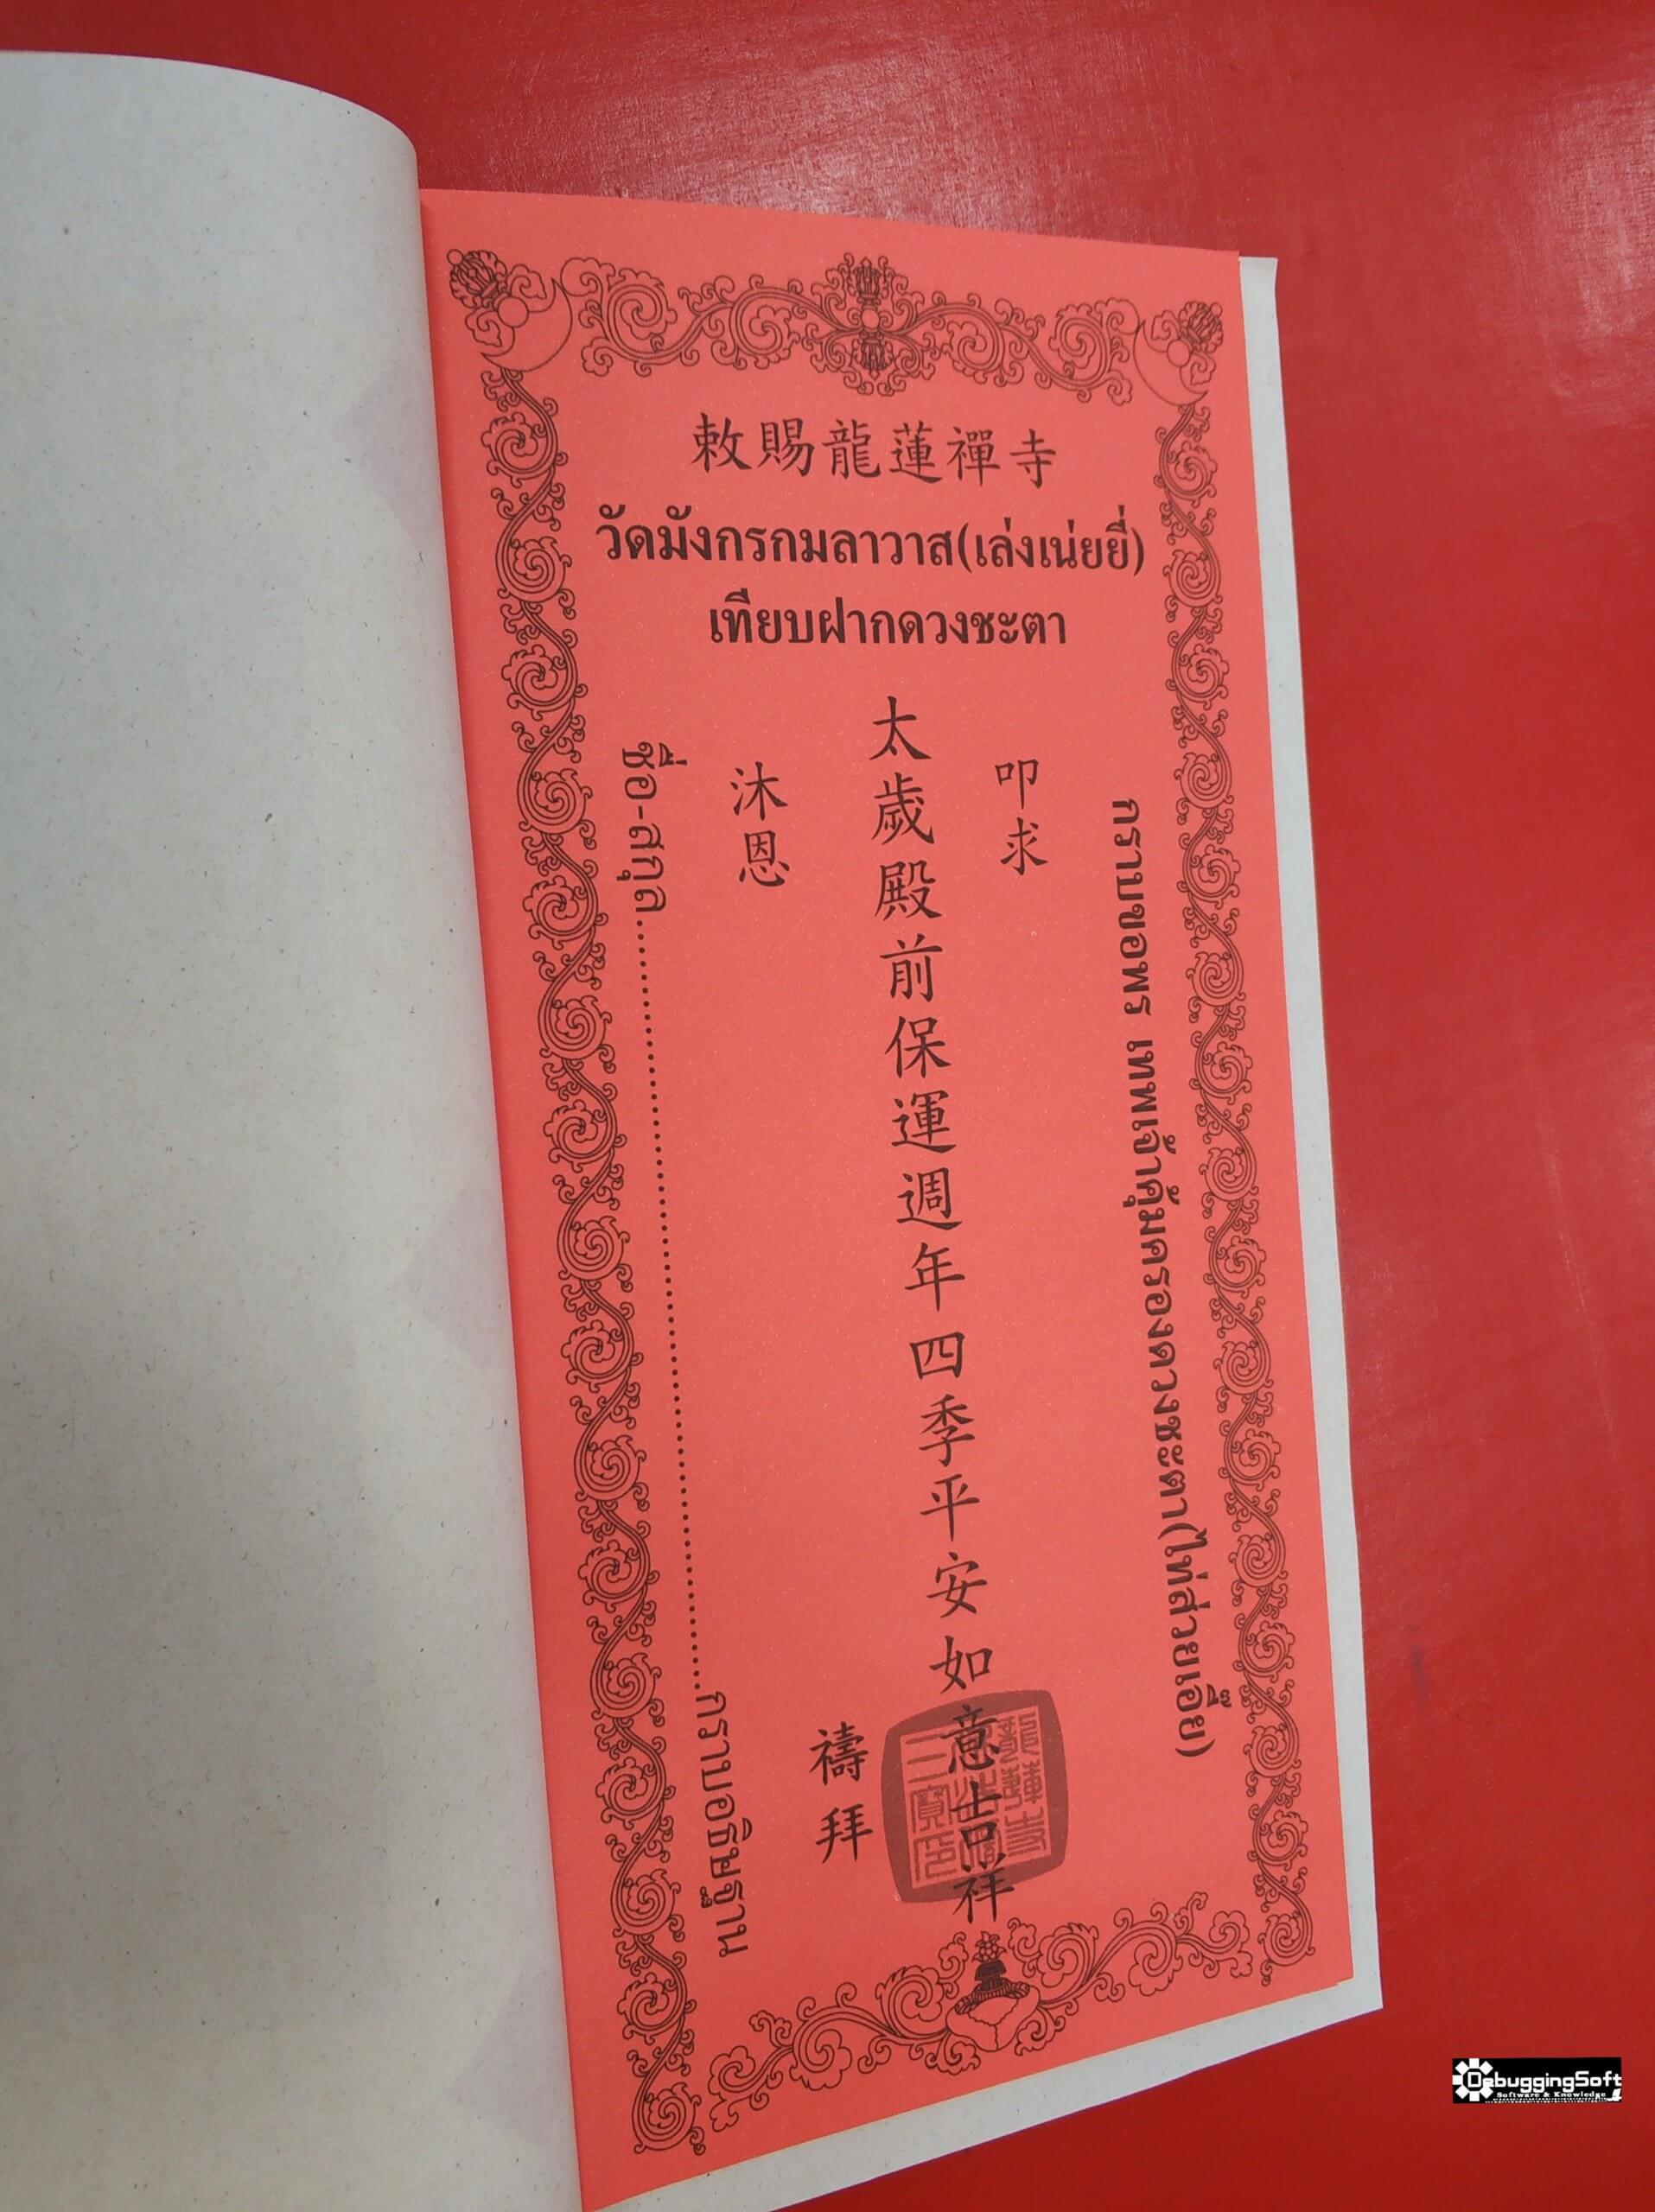 敕賜龍蓮禪寺
วัดมังกรกมลาวาส(เล่งเน่ยยี่)
เทียบฝากดวงชะตา
กราบขอพร เทพเจ้าคุ้มครองดวงชะตา(ไท่ส่วยเอี๊ย)
叩求
太歲殿前保運週年四季平安如意吉祥
沐恩
禱拜
ชื่อ-สกุล....................................................กราบอธิษฐาน
DebuggingSoft
Software & Knowledge